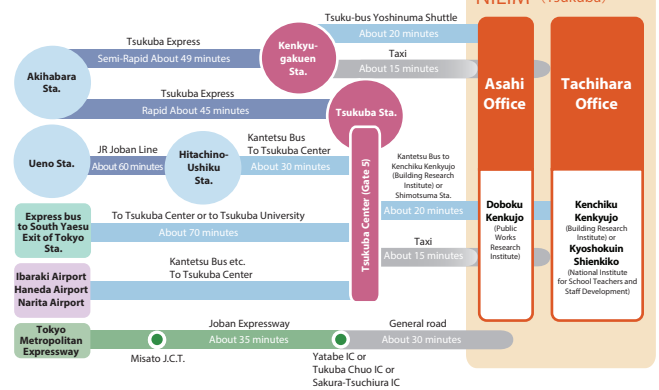 NILIM (Tsukuba)
Tsuku-bus Yoshinuma Shuttle
About 20 minutes
Tsukuba Express
Semi-Rapid About 49 minutes
Kenkyu-
gakuen
Sta.
Taxi
About 15 minutes
Akihabara
Sta.
Tsukuba Express
Rapid About 45 minutes
Tsukuba Sta.
Asahi
Office
Tachihara
Office
Ueno Sta.
JR Joban Line
About 60 minutes
Hitachino-
Ushiku
Sta.
Kantetsu Bus
To Tsukuba Center
About 30 minutes
Tsukuba Center (Gate 5)
Kantetsu Bus to
Kenchiku Kenkyujo
(Building Research
Institute) or
Shimotsuma Sta.
About 20 minutes
Express bus
to South Yaesu
Exit of Tokyo
Sta.
To Tsukuba Center or to Tsukuba University
About 70 minutes
Taxi
About 15 minutes
Doboku
Kenkujo
(Public
Works
Research
Institute)
Kenchiku
Kenkyujo
(Building Research
Institute) or
Kyoshokuin
Shienkiko
(National Institute
for School Teachers and
Staff Development)
Ibaraki Airport
Haneda Airport
Narita Airport
Kantetsu Bus etc.
To Tsukuba Center
Tokyo
Metropolitan
Expressway
Joban Expressway
About 35 minutes
General road
About 30 minutes
Misato J.C.T.
Yatabe IC or
Tukuba Chuo IC or
Sakura-Tsuchiura IC